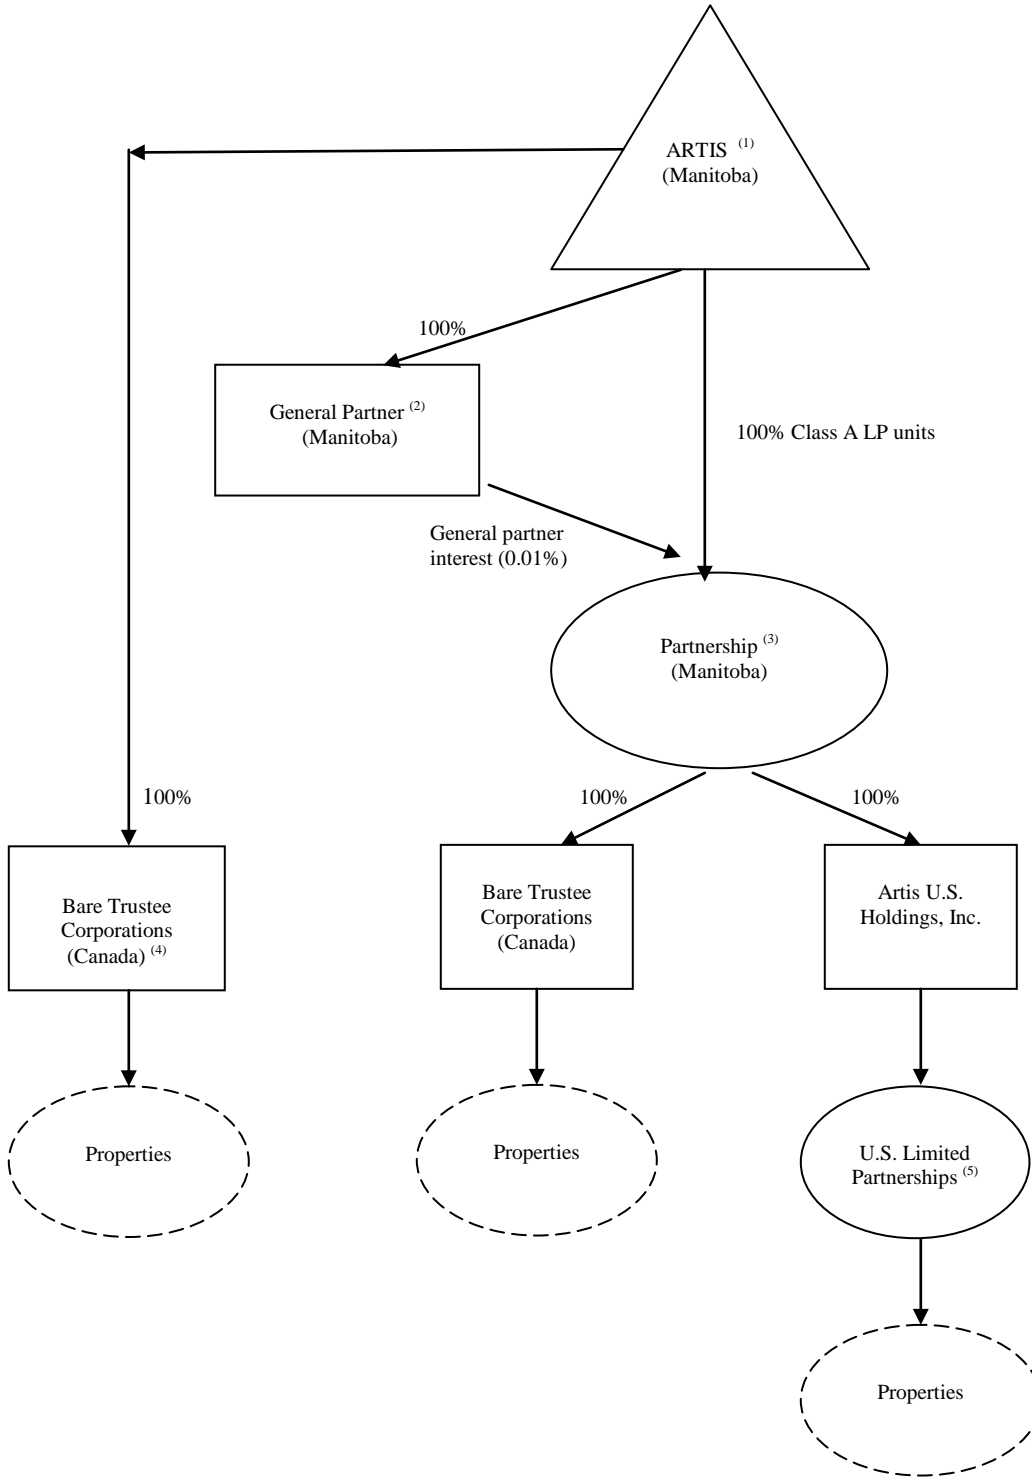 ARTIS (1)
(Manitoba)
100%
General Partner (2)
(Manitoba)
100% Class A LP units
General partner
interest (0.01%)
Partnership (3)
(Manitoba)
100%
100%
100%
Bare Trustee
Corporations
(Canada) (4)
Bare Trustee
Corporations
(Canada)
Artis U.S.
Holdings, Inc.
Properties
Properties
U.S. Limited
Partnerships (5)
Properties